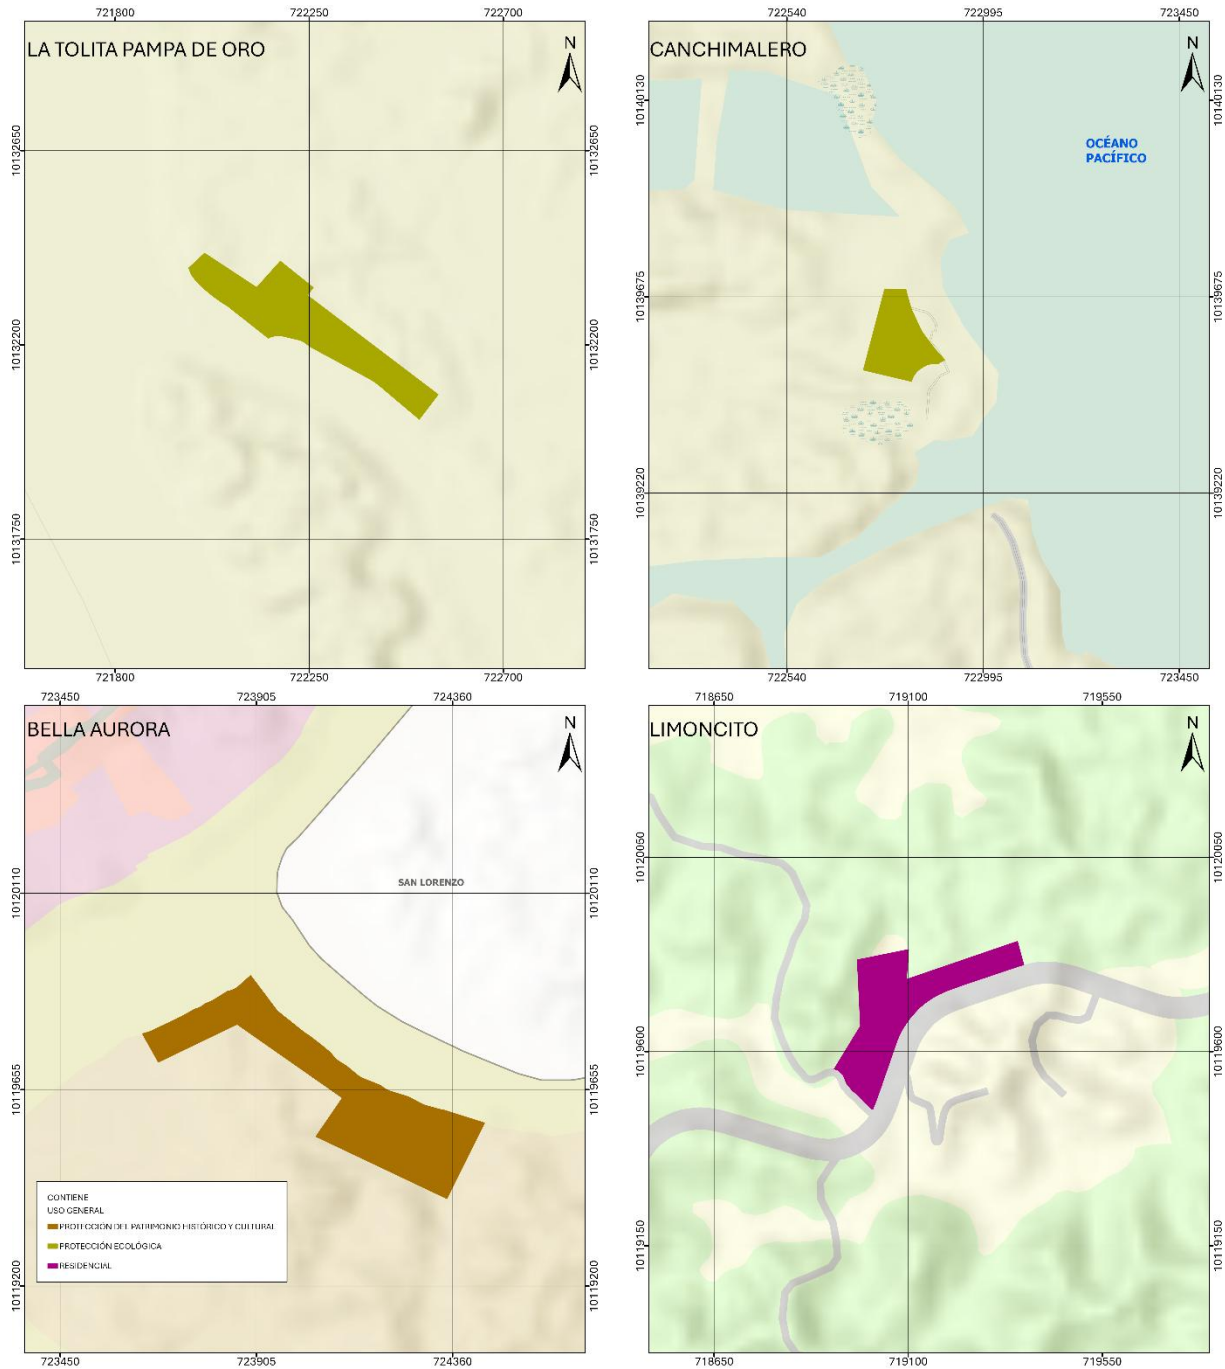 721800 722250 722700
LA TOLITA PAMPA DE ORO
N
10132650 10132650
10132200 10132200
10131750 10131750
721800 722250 722700
722540 722995 723450
CANCHIMALERO
N
10140130 10140130
OCÉANO
PACÍFICO
10139675 10139675
10139220 10139220
722540 722995 723450
723450 723905 724360
BELLA AURORA
N
10120110 10120110
SAN LORENZO
10119655 10119655
CONTIENE
USO GENERAL
PROTECCIÓN DEL PATRIMONIO HISTÓRICO Y CULTURAL
PROTECCIÓN ECOLÓGICA
RESIDENCIAL
10119200 10119200
723450 723905 724360
718650 719100 719550
LIMONCITO
N
10120050 10120050
10119600 10119600
10119150 10119150
718650 719100 719550